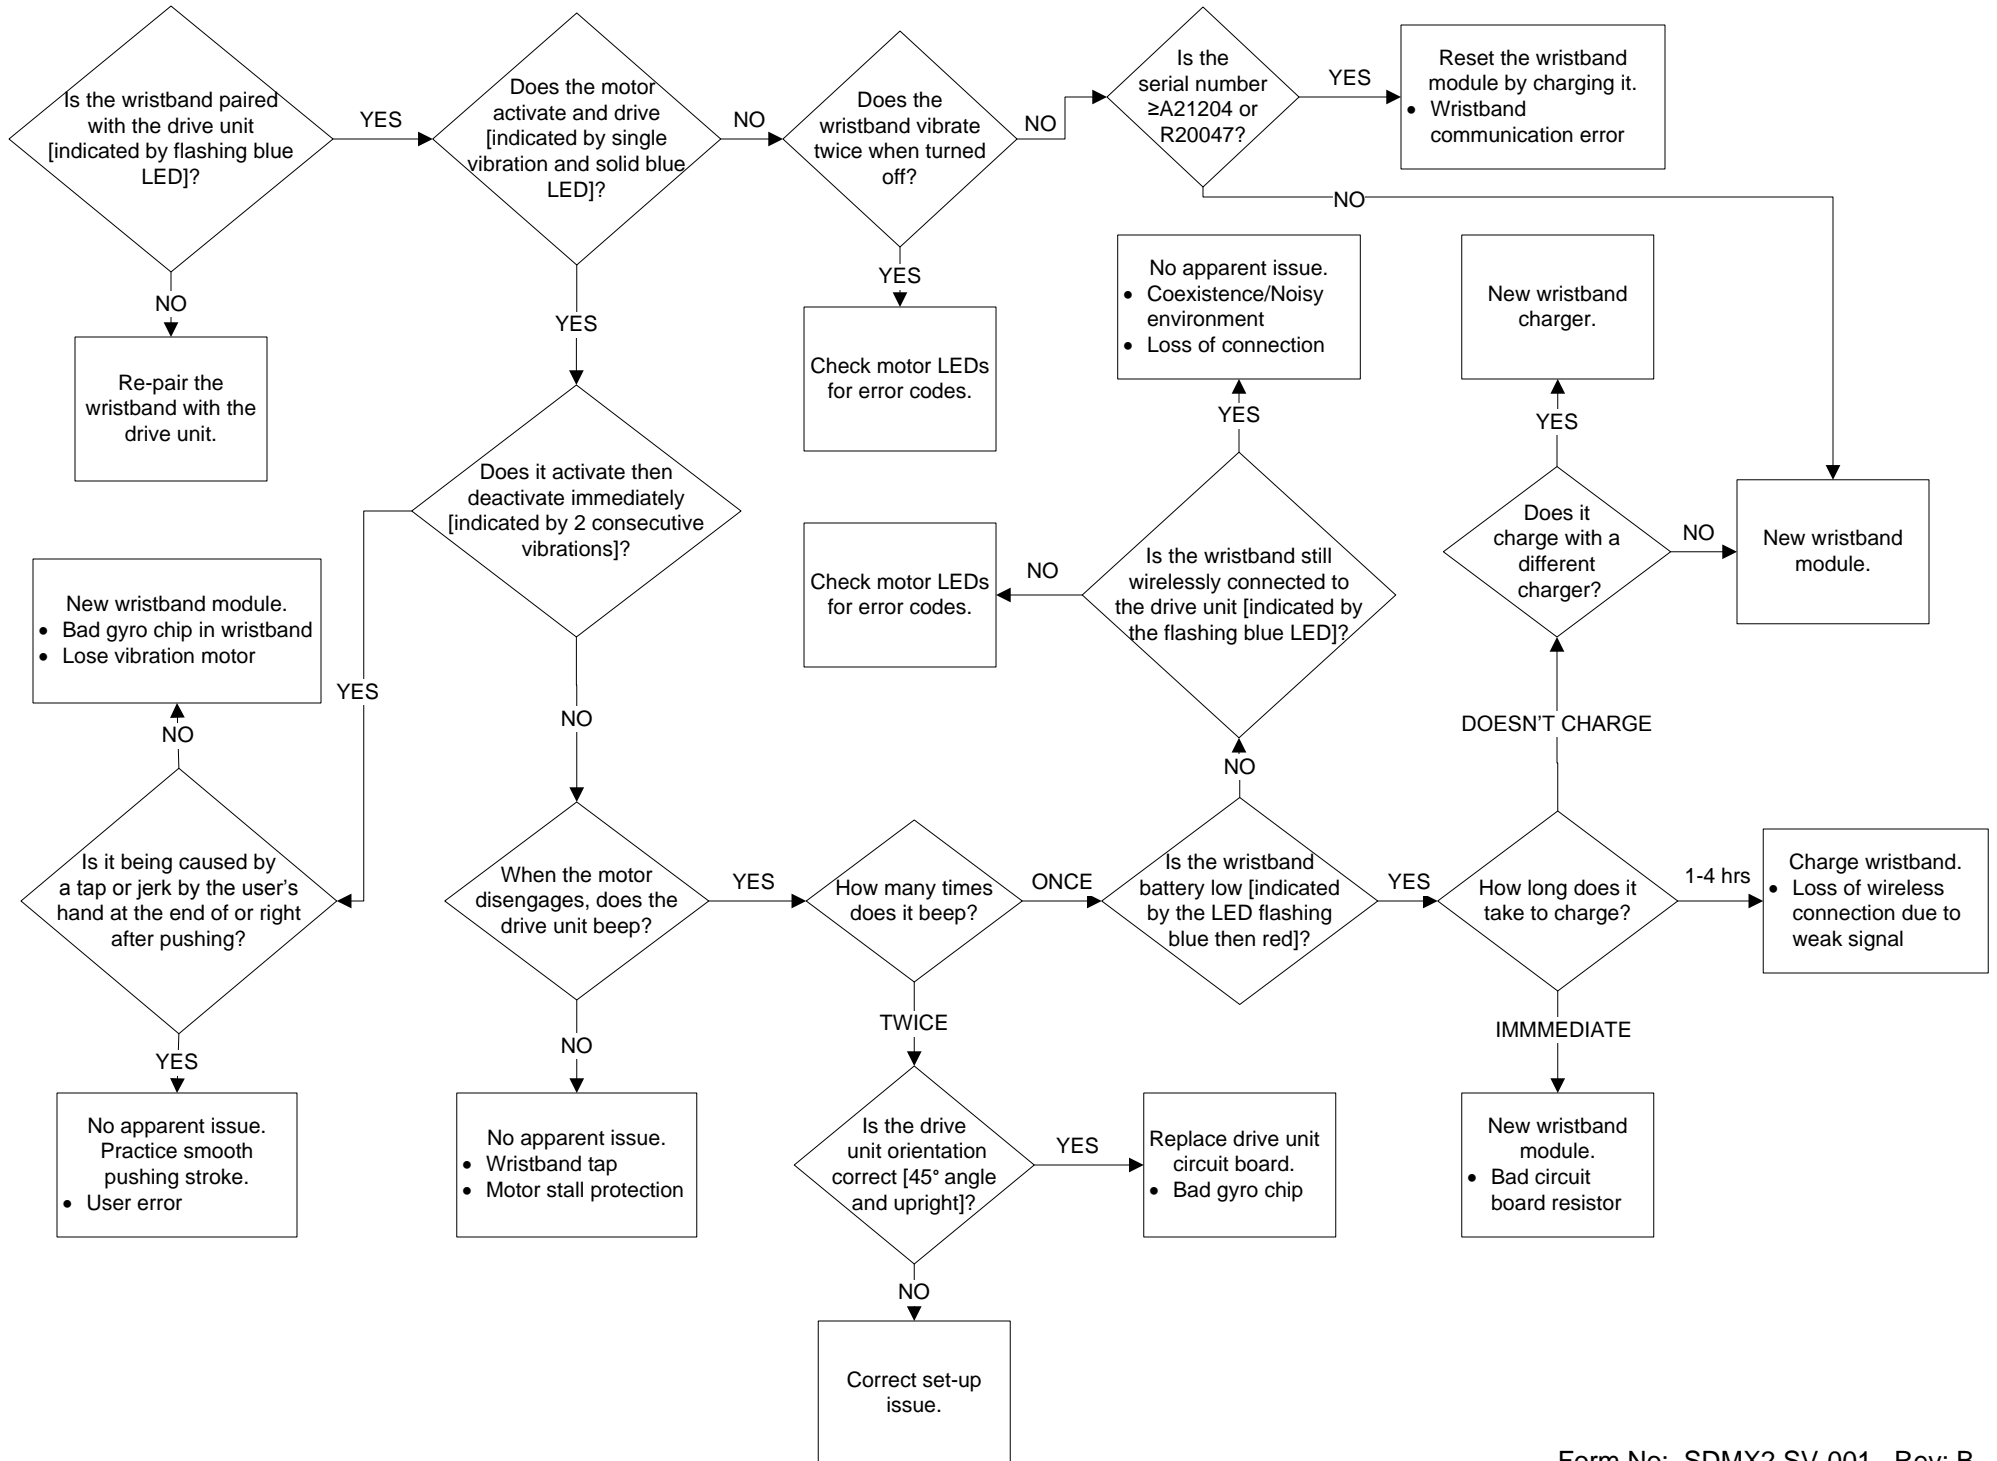 Is the wristband paired
with the drive unit
[indicated by flashing blue
LED]?
YES
Does the motor
activate and drive
[indicated by single
vibration and solid blue
LED]?
NO
Does the
wristband vibrate
twice when turned
off?
NO
Is the
serial number
≥A21204 or
R20047?
YES
Reset the wristband
module by charging it.
• Wristband
communication error
NO
NO
Re-pair the
wristband with the
drive unit.
YES
YES
Check motor LEDs
for error codes.
No apparent issue.
• Coexistence/Noisy
environment
• Loss of connection
YES
New wristband
charger.
YES
Does it activate then
deactivate immediately
[indicated by 2 consecutive
vibrations]?
Check motor LEDs
for error codes.
NO
Is the wristband still
wirelessly connected to
the drive unit [indicated by
the flashing blue LED]?
Does it
charge with a
different
charger?
NO
New wristband
module.
New wristband module.
• Bad gyro chip in wristband
• Lose vibration motor
YES
NO
NO
DOESN'T CHARGE
NO
Is it being caused by
a tap or jerk by the user's
hand at the end of or right
after pushing?
When the motor
disengages, does the
drive unit beep?
YES
How many times
does it beep?
ONCE
Is the wristband
battery low [indicated
by the LED flashing
blue then red]?
YES
How long does it
take to charge?
1-4 hrs
Charge wristband.
• Loss of wireless
connection due to
weak signal
YES
NO
TWICE
IMMMEDIATE
No apparent issue.
Practice smooth
pushing stroke.
• User error
No apparent issue.
• Wristband tap
• Motor stall protection
Is the drive
unit orientation
correct [45° angle
and upright]?
YES
Replace drive unit
circuit board.
• Bad gyro chip
New wristband
module.
• Bad circuit
board resistor
NO
Correct set-up
issue.
Form No: SDMX2-SV-001 Rev: B